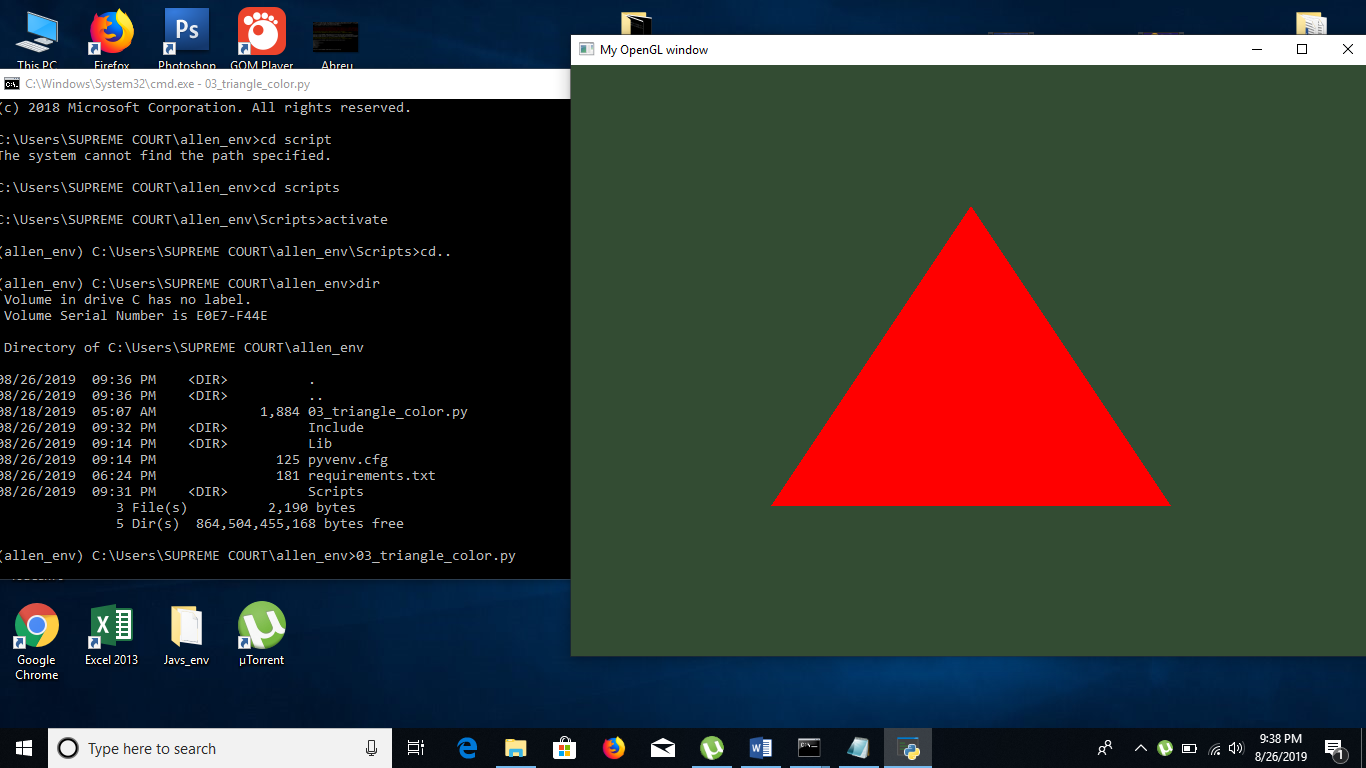 This PC
Firefox
Photoshop
GOM Player
Abreu
Ps
My OpenGL window
C:\Windows\System32\cmd.exe - 03_triangle_color.py
(c) 2018 Microsoft Corporation. All rights reserved.
C:\Users\SUPREME COURT\allen_env>cd script
The system cannot find the path specified.
C:\Users\SUPREME COURT\allen_env>cd scripts
C:\Users\SUPREME COURT\allen_env\Scripts>activate
(allen_env) C:\Users\SUPREME COURT\allen_env\Scripts>cd..
(allen_env) C:\Users\SUPREME COURT\allen_env>dir
Volume in drive C has no label.
Volume Serial Number is E0E7-F44E
Directory of C:\Users\SUPREME COURT\allen_env
08/26/2019 09:36 PM <DIR> .
08/26/2019 09:36 PM <DIR> ..
08/18/2019 05:07 AM 1,884 03_triangle_color.py
08/26/2019 09:32 PM <DIR> Include
08/26/2019 09:14 PM <DIR> Lib
08/26/2019 09:14 PM 125 pyvenv.cfg
08/26/2019 06:24 PM 181 requirements.txt
08/26/2019 09:31 PM <DIR> Scripts
3 File(s) 2,190 bytes
5 Dir(s) 864,504,455,168 bytes free
(allen_env) C:\Users\SUPREME COURT\allen_env>03_triangle_color.py
Google Chrome
Excel 2013
Javs_env
µTorrent
Type here to search
9:38 PM
8/26/2019
1